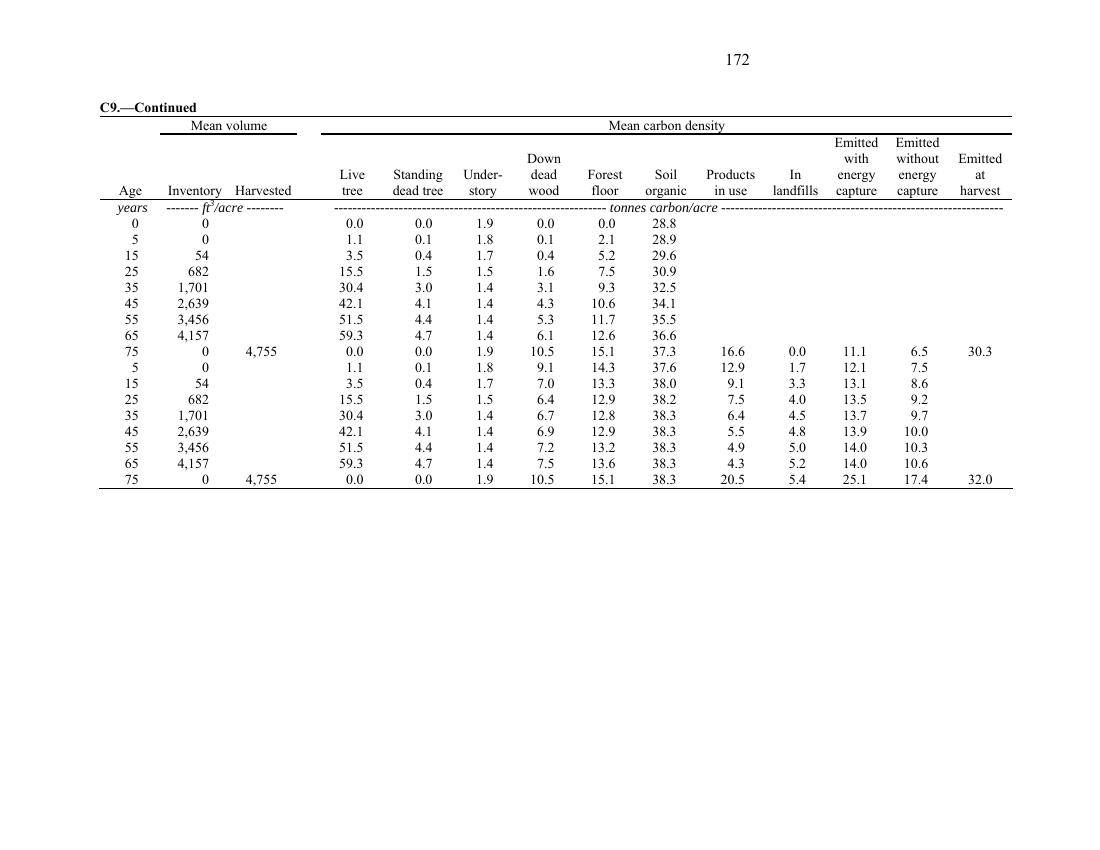 172
C9.—Continued
Mean volume Mean carbon density
Age Inventory Harvested Live tree Standing dead tree Under-story Down dead wood Forest floor Soil organic Products in use In landfills Emitted with energy capture Emitted without energy capture Emitted at harvest
years ------- ft³/acre -------- ---------- tonnes carbon/acre ----------
0 0 0.0 0.0 1.9 0.0 0.0 28.8
5 0 1.1 0.1 1.8 0.1 2.1 28.9
15 54 3.5 0.4 1.7 0.4 5.2 29.6
25 682 15.5 1.5 1.5 1.6 7.5 30.9
35 1,701 30.4 3.0 1.4 3.1 9.3 32.5
45 2,639 42.1 4.1 1.4 4.3 10.6 34.1
55 3,456 51.5 4.4 1.4 5.3 11.7 35.5
65 4,157 59.3 4.7 1.4 6.1 12.6 36.6
75 0 4,755 0.0 0.0 1.9 10.5 15.1 37.3 16.6 0.0 11.1 6.5 30.3
5 0 1.1 0.1 1.8 9.1 14.3 37.6 12.9 1.7 12.1 7.5
15 54 3.5 0.4 1.7 7.0 13.3 38.0 9.1 3.3 13.1 8.6
25 682 15.5 1.5 1.5 6.4 12.9 38.2 7.5 4.0 13.5 9.2
35 1,701 30.4 3.0 1.4 6.7 12.8 38.3 6.4 4.5 13.7 9.7
45 2,639 42.1 4.1 1.4 6.9 12.9 38.3 5.5 4.8 13.9 10.0
55 3,456 51.5 4.4 1.4 7.2 13.2 38.3 4.9 5.0 14.0 10.3
65 4,157 59.3 4.7 1.4 7.5 13.6 38.3 4.3 5.2 14.0 10.6
75 0 4,755 0.0 0.0 1.9 10.5 15.1 38.3 20.5 5.4 25.1 17.4 32.0